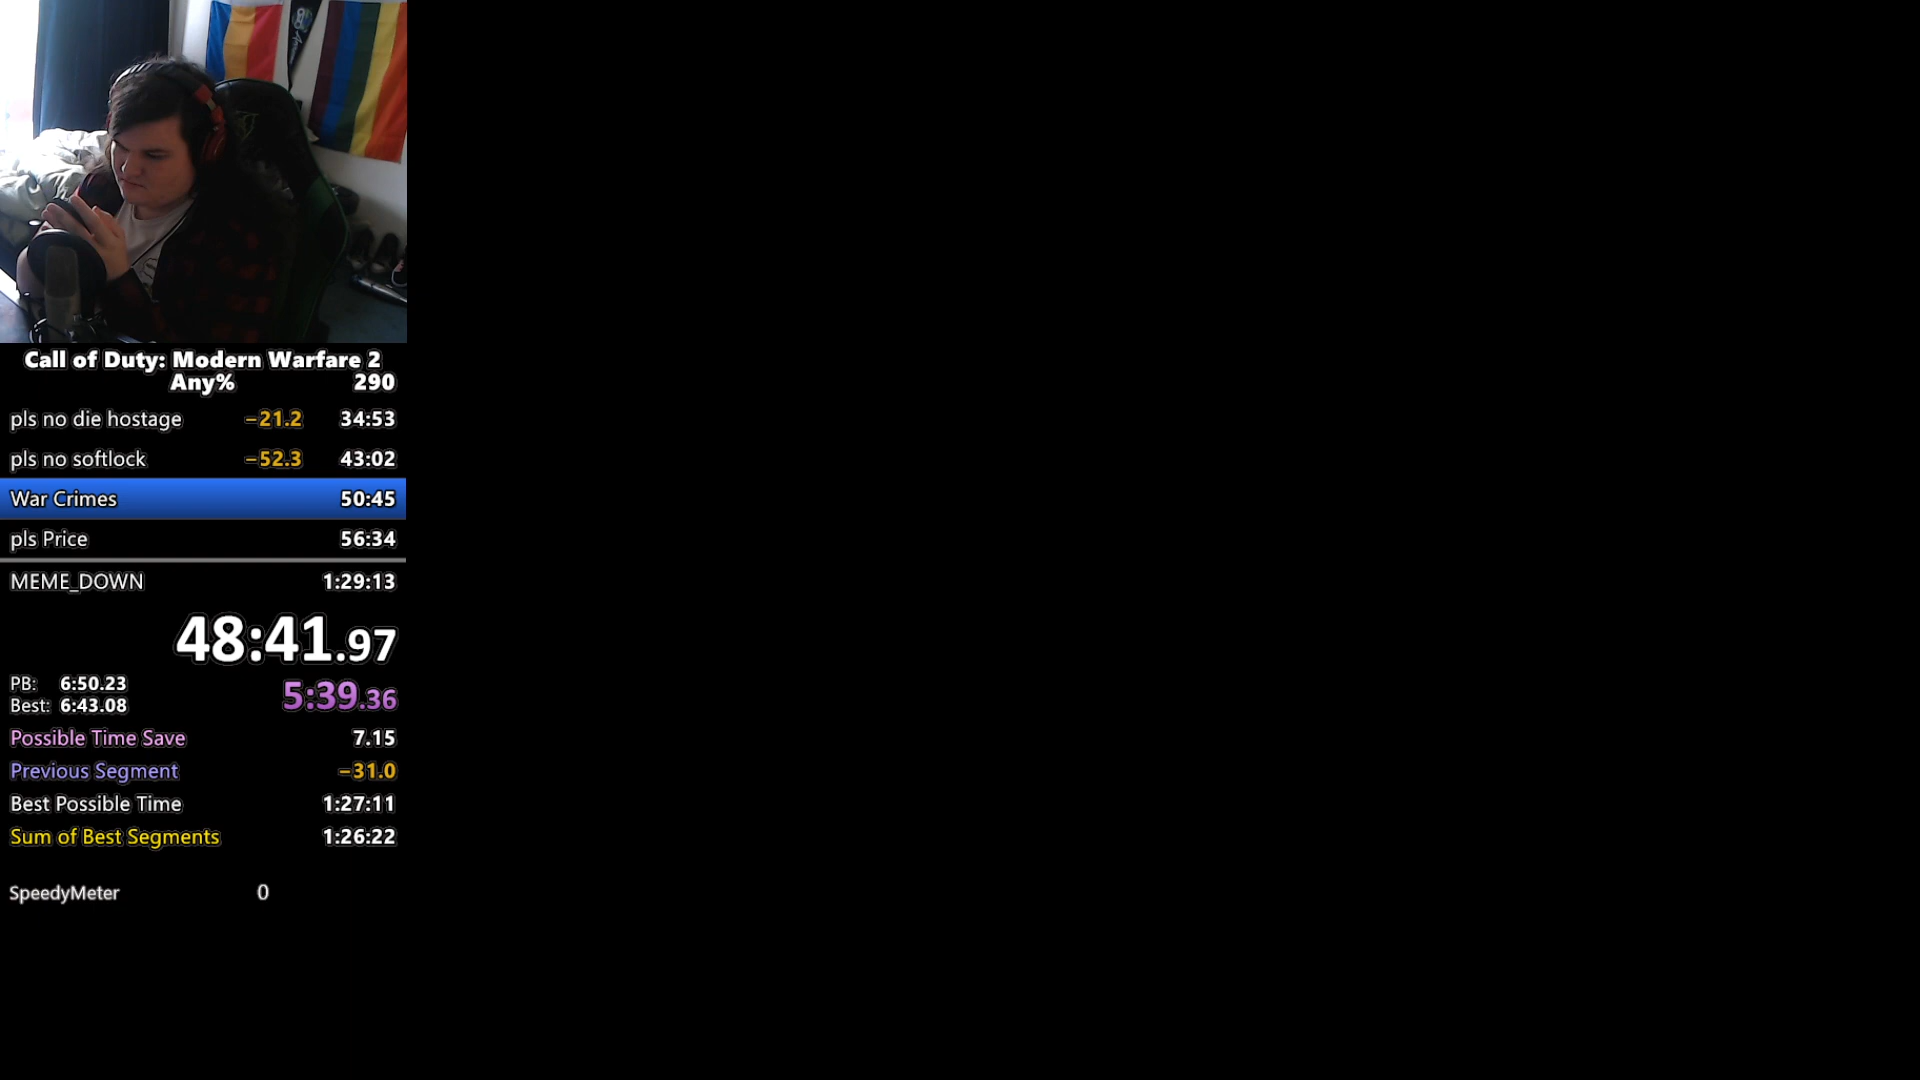 Call of Duty: Modern Warfare 2
Any% 290
pls no die hostage −21.2 34:53
pls no softlock −52.3 43:02
War Crimes 50:45
pls Price 56:34
MEME_DOWN 1:29:13
48:41.97
PB: 6:50.23
Best: 6:43.08
5:39.36
Possible Time Save 7.15
Previous Segment −31.0
Best Possible Time 1:27:11
Sum of Best Segments 1:26:22
SpeedyMeter 0